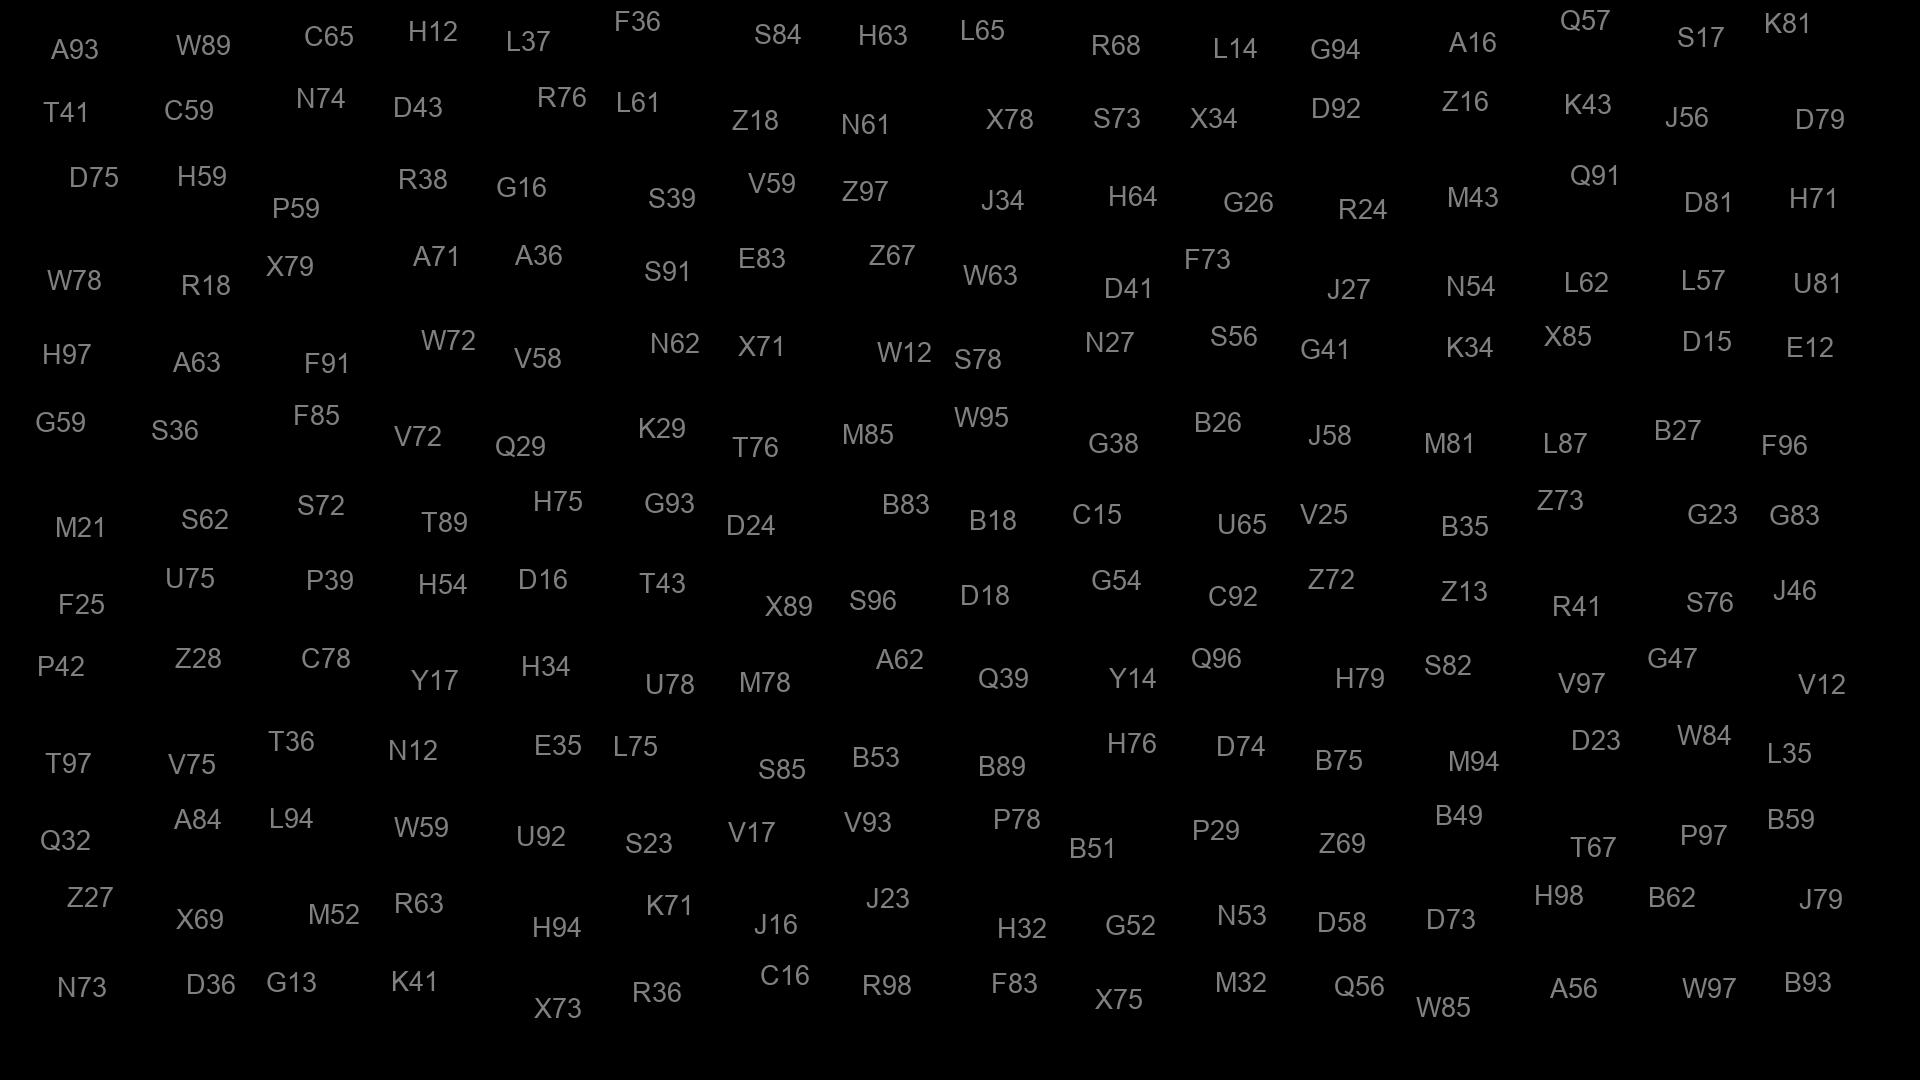 A93 W89 C65 H12 L37 F36 S84 H63 L65 R68 L14 G94 A16 Q57 S17 K81
T41 C59 N74 D43 R76 L61 Z18 N61 X78 S73 X34 D92 Z16 K43 J56 D79
D75 H59 P59 R38 G16 S39 V59 Z97 J34 H64 G26 R24 M43 Q91 D81 H71
W78 R18 X79 A71 A36 S91 E83 Z67 W63 D41 F73 J27 N54 L62 L57 U81
H97 A63 F91 W72 V58 N62 X71 W12 S78 N27 S56 G41 K34 X85 D15 E12
G59 S36 F85 V72 Q29 K29 T76 M85 W95 G38 B26 J58 M81 L87 B27 F96
M21 S62 S72 T89 H75 G93 D24 B83 B18 C15 U65 V25 B35 Z73 G23 G83
F25 U75 P39 H54 D16 T43 X89 S96 D18 G54 C92 Z72 Z13 R41 S76 J46
P42 Z28 C78 Y17 H34 U78 M78 A62 Q39 Y14 Q96 H79 S82 V97 G47 V12
T97 V75 T36 N12 E35 L75 S85 B53 B89 H76 D74 B75 M94 D23 W84 L35
Q32 A84 L94 W59 U92 S23 V17 V93 P78 B51 P29 Z69 B49 T67 P97 B59
Z27 X69 M52 R63 H94 K71 J16 J23 H32 G52 N53 D58 D73 H98 B62 J79
N73 D36 G13 K41 X73 R36 C16 R98 F83 X75 M32 Q56 W85 A56 W97 B93